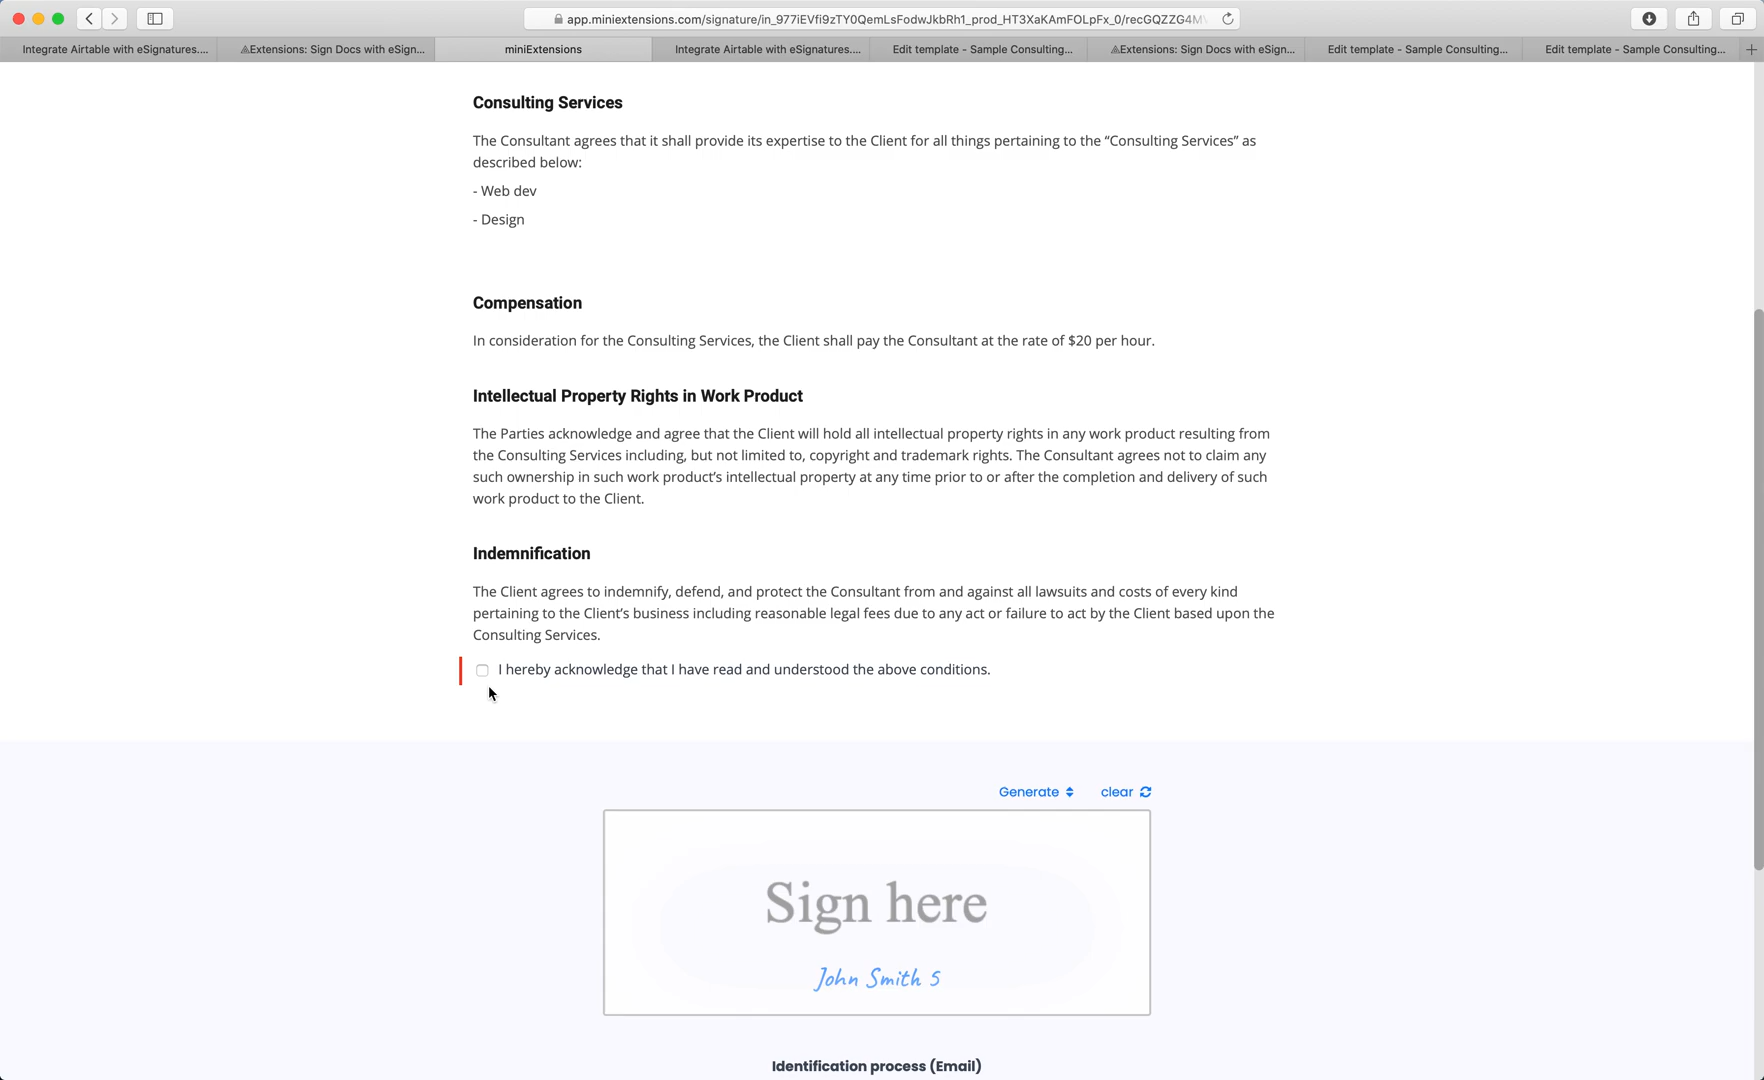 app.miniextensions.com/signature/in_977iEVfi9zTY0QemLsFodwJkbRh1_prod_HT3XaKAmFOLpFx_0/recGQZZG4M
Integrate Airtable with eSignatures....
Extensions: Sign Docs with eSign...
miniExtensions
Integrate Airtable with eSignatures....
Edit template - Sample Consulting...
Extensions: Sign Docs with eSign...
Edit template - Sample Consulting...
Edit template - Sample Consulting...
Consulting Services
The Consultant agrees that it shall provide its expertise to the Client for all things pertaining to the “Consulting Services” as
described below:
- Web dev
- Design
Compensation
In consideration for the Consulting Services, the Client shall pay the Consultant at the rate of $20 per hour.
Intellectual Property Rights in Work Product
The Parties acknowledge and agree that the Client will hold all intellectual property rights in any work product resulting from
the Consulting Services including, but not limited to, copyright and trademark rights. The Consultant agrees not to claim any
such ownership in such work product’s intellectual property at any time prior to or after the completion and delivery of such
work product to the Client.
Indemnification
The Client agrees to indemnify, defend, and protect the Consultant from and against all lawsuits and costs of every kind
pertaining to the Client’s business including reasonable legal fees due to any act or failure to act by the Client based upon the
Consulting Services.
I hereby acknowledge that I have read and understood the above conditions.
Generate clear
Sign here
John Smith 5
Identification process (Email)